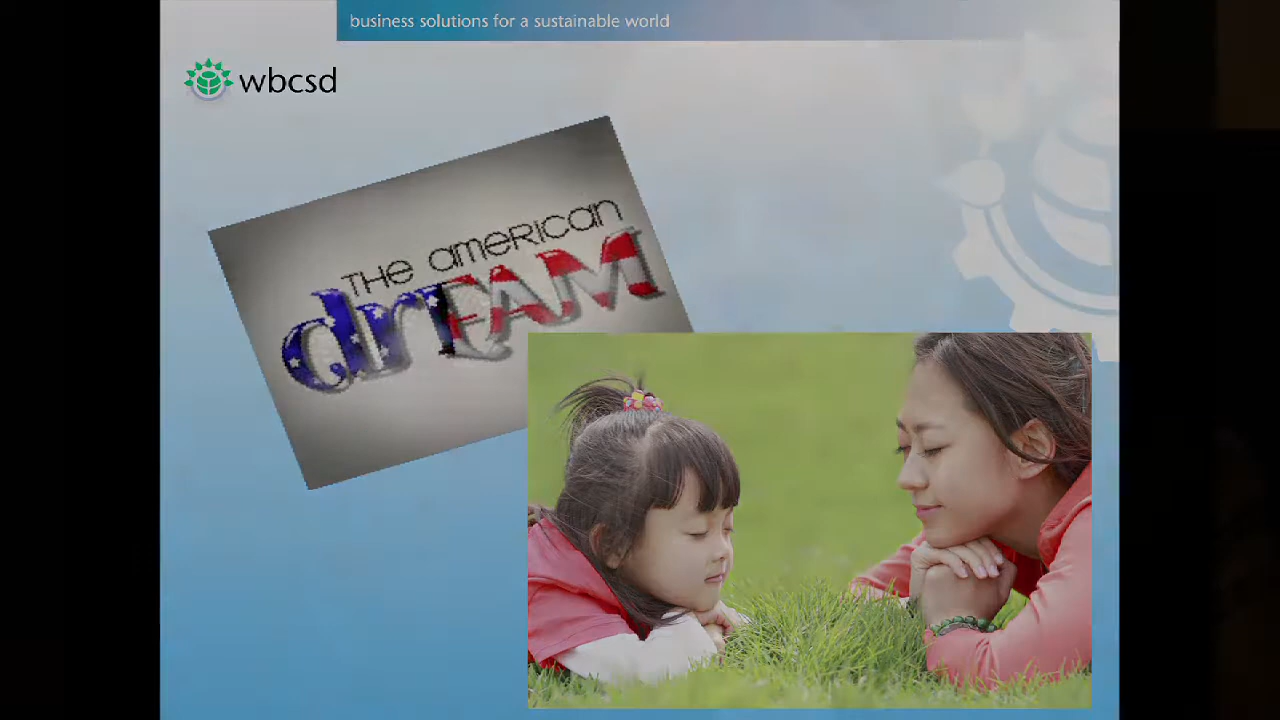 business solutions for a sustainable world
wbcsd
THE american
drEAM